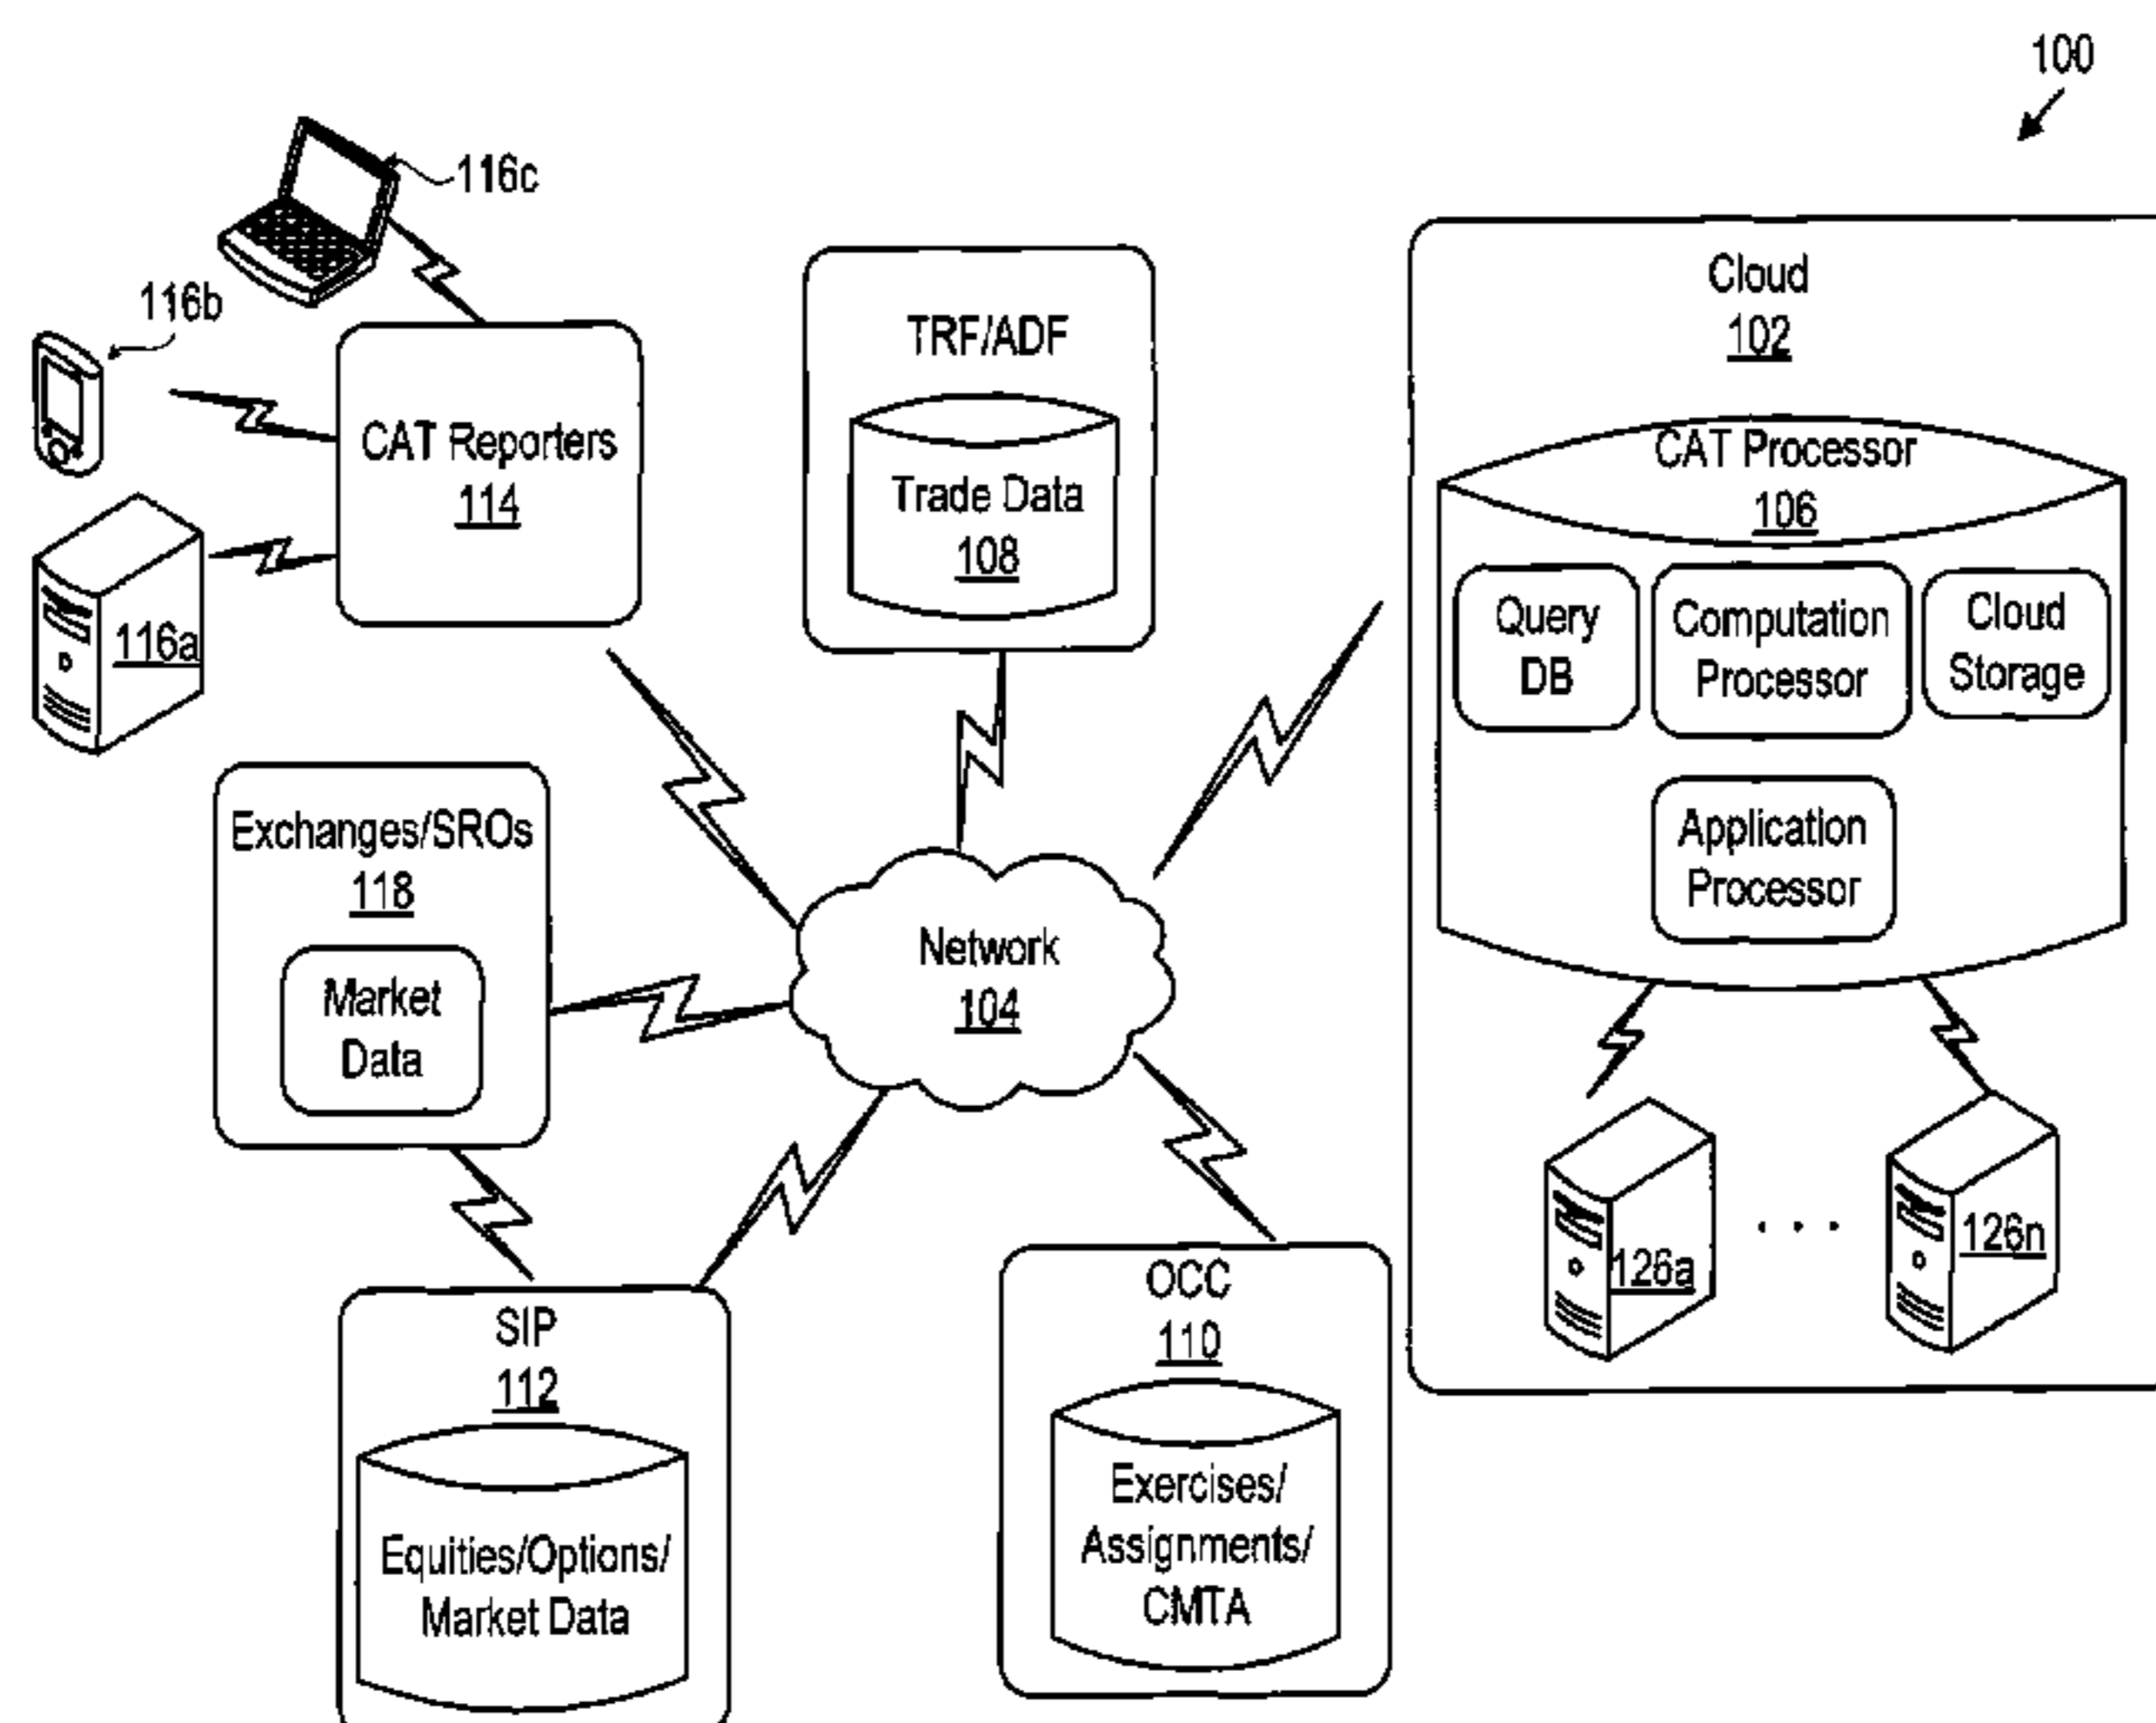 100
116c
116b
116a
CAT Reporters
114
TRF/ADF
Trade Data
108
Cloud
102
CAT Processor
106
Query
DB
Computation
Processor
Cloud
Storage
Application
Processor
126a
. . .
126n
Exchanges/SROs
118
Market
Data
Network
104
SIP
112
Equities/Options/
Market Data
OCC
110
Exercises/
Assignments/
CMTA